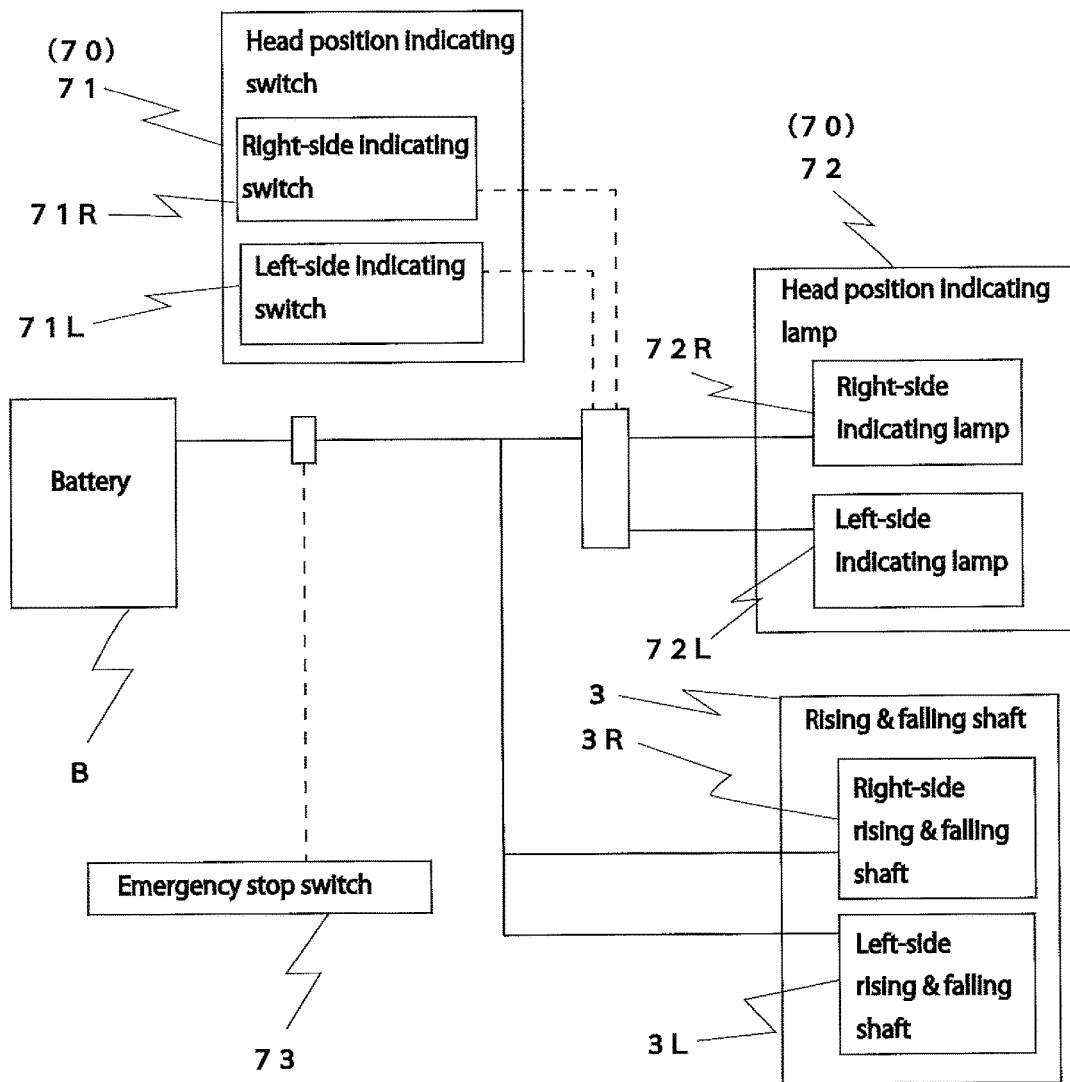 (70)
71
Head position indicating
switch
Right-side indicating
switch
71R
Left-side indicating
switch
71L
(70)
72
Head position indicating
lamp
72R
Right-side
indicating lamp
Left-side
indicating lamp
72L
Battery
B
Emergency stop switch
73
3
Rising & falling shaft
3R
Right-side
rising & falling
shaft
Left-side
rising & falling
shaft
3L